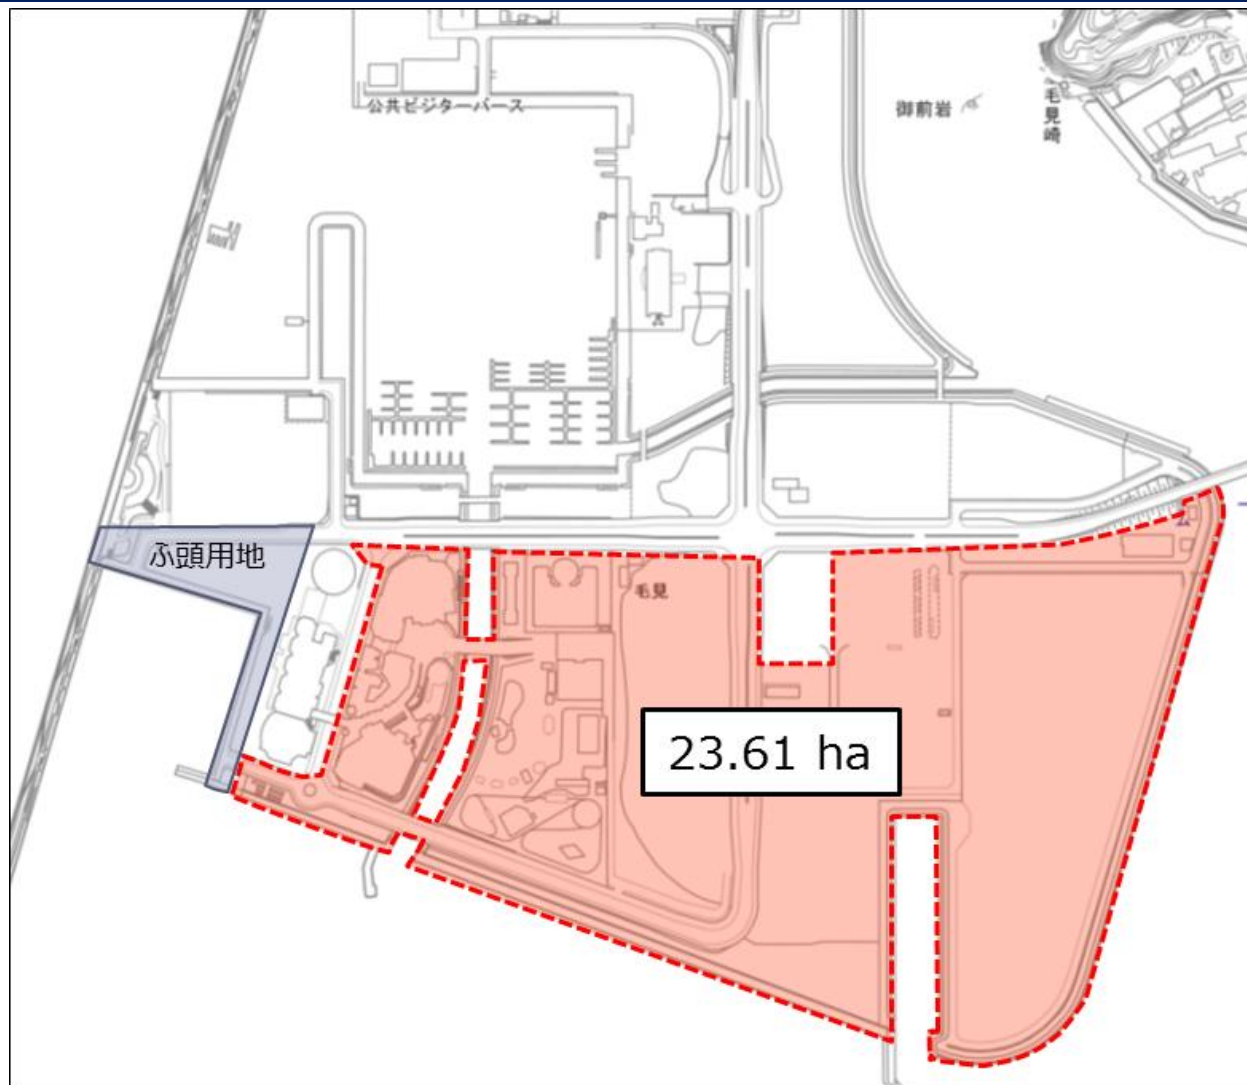 公共ビジターバース
御前岩
毛見崎
ふ頭用地
毛見
23.61 ha